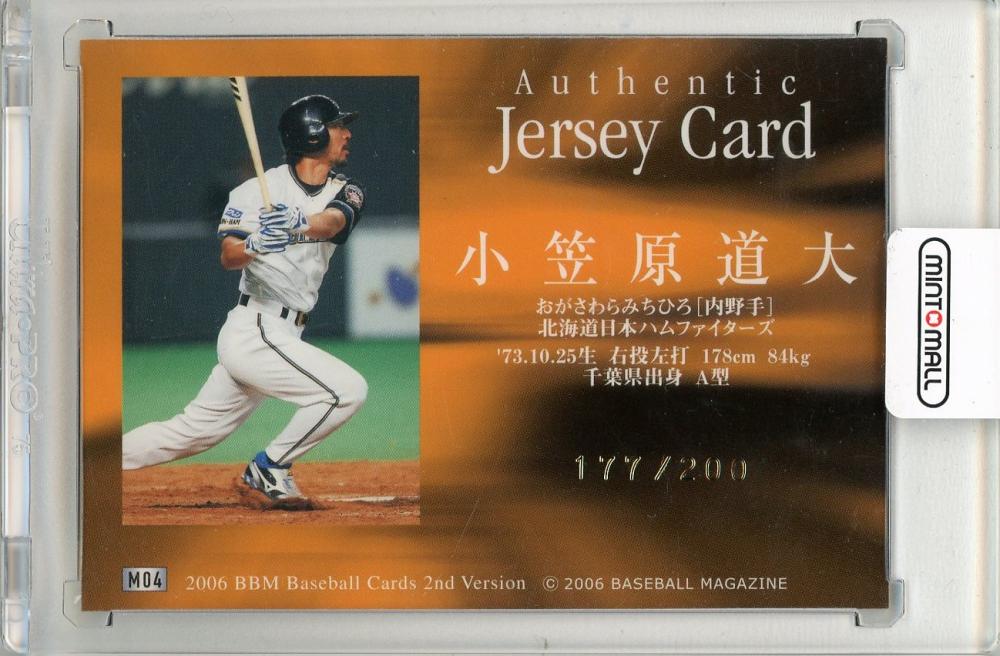 Authentic
Jersey Card
小笠原道大
おがさわらみちひろ［内野手］
北海道日本ハムファイターズ
'73.10.25生 右投左打 178cm 84kg
千葉県出身 A型
177/200
M04 2006 BBM Baseball Cards 2nd Version © 2006 BASEBALL MAGAZINE
MINTOMALL